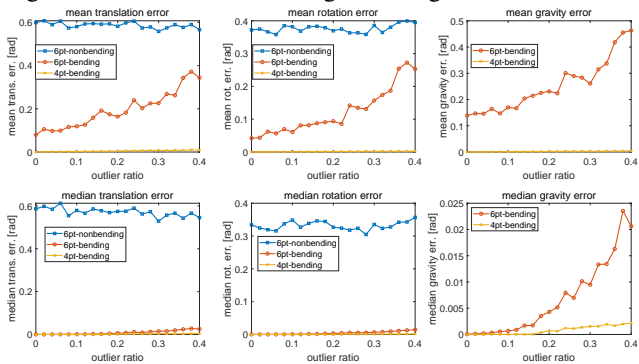 mean translation error
mean rotation error
mean gravity error
mean trans. err. [rad]
0.6
0.4
0.2
0
6pt-nonbending
6pt-bending
4pt-bending
0 0.1 0.2 0.3 0.4
outlier ratio
mean rot. err. [rad]
0.4
0.3
0.2
0.1
0
6pt-nonbending
6pt-bending
4pt-bending
0 0.1 0.2 0.3 0.4
outlier ratio
mean gravity err. [rad]
0.5
0.4
0.3
0.2
0.1
0
6pt-bending
4pt-bending
0 0.1 0.2 0.3 0.4
outlier ratio
median translation error
median rotation error
median gravity error
median trans. err. [rad]
0.6
0.4
0.2
0
6pt-nonbending
6pt-bending
4pt-bending
0 0.1 0.2 0.3 0.4
outlier ratio
median rot. err. [rad]
0.4
0.3
0.2
0.1
0
6pt-nonbending
6pt-bending
4pt-bending
0 0.1 0.2 0.3 0.4
outlier ratio
median gravity err. [rad]
0.025
0.02
0.015
0.01
0.005
0
6pt-bending
4pt-bending
0 0.1 0.2 0.3 0.4
outlier ratio